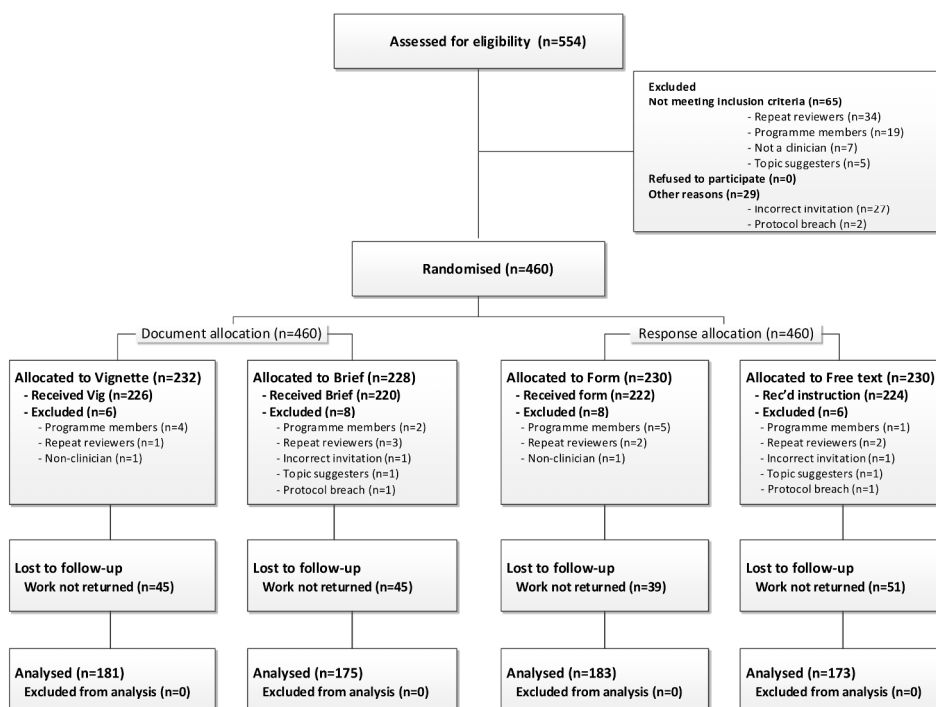 Assessed for eligibility (n=554)
Excluded
Not meeting inclusion criteria (n=65)
- Repeat reviewers (n=34)
- Programme members (n=19)
- Not a clinician (n=7)
- Topic suggesters (n=5)
Refused to participate (n=0)
Other reasons (n=29)
- Incorrect invitation (n=27)
- Protocol breach (n=2)
Randomised (n=460)
Document allocation (n=460)
Response allocation (n=460)
Allocated to Vignette (n=232)
- Received Vig (n=226)
- Excluded (n=6)
- Programme members (n=4)
- Repeat reviewers (n=1)
- Non-clinician (n=1)
Allocated to Brief (n=228)
- Received Brief (n=220)
- Excluded (n=8)
- Programme members (n=2)
- Repeat reviewers (n=3)
- Incorrect invitation (n=1)
- Topic suggesters (n=1)
- Protocol breach (n=1)
Allocated to Form (n=230)
- Received form (n=222)
- Excluded (n=8)
- Programme members (n=5)
- Repeat reviewers (n=2)
- Non-clinician (n=1)
Allocated to Free text (n=230)
- Rec'd instruction (n=224)
- Excluded (n=6)
- Programme members (n=1)
- Repeat reviewers (n=2)
- Incorrect invitation (n=1)
- Topic suggesters (n=1)
- Protocol breach (n=1)
Lost to follow-up
Work not returned (n=45)
Lost to follow-up
Work not returned (n=45)
Lost to follow-up
Work not returned (n=39)
Lost to follow-up
Work not returned (n=51)
Analysed (n=181)
Excluded from analysis (n=0)
Analysed (n=175)
Excluded from analysis (n=0)
Analysed (n=183)
Excluded from analysis (n=0)
Analysed (n=173)
Excluded from analysis (n=0)